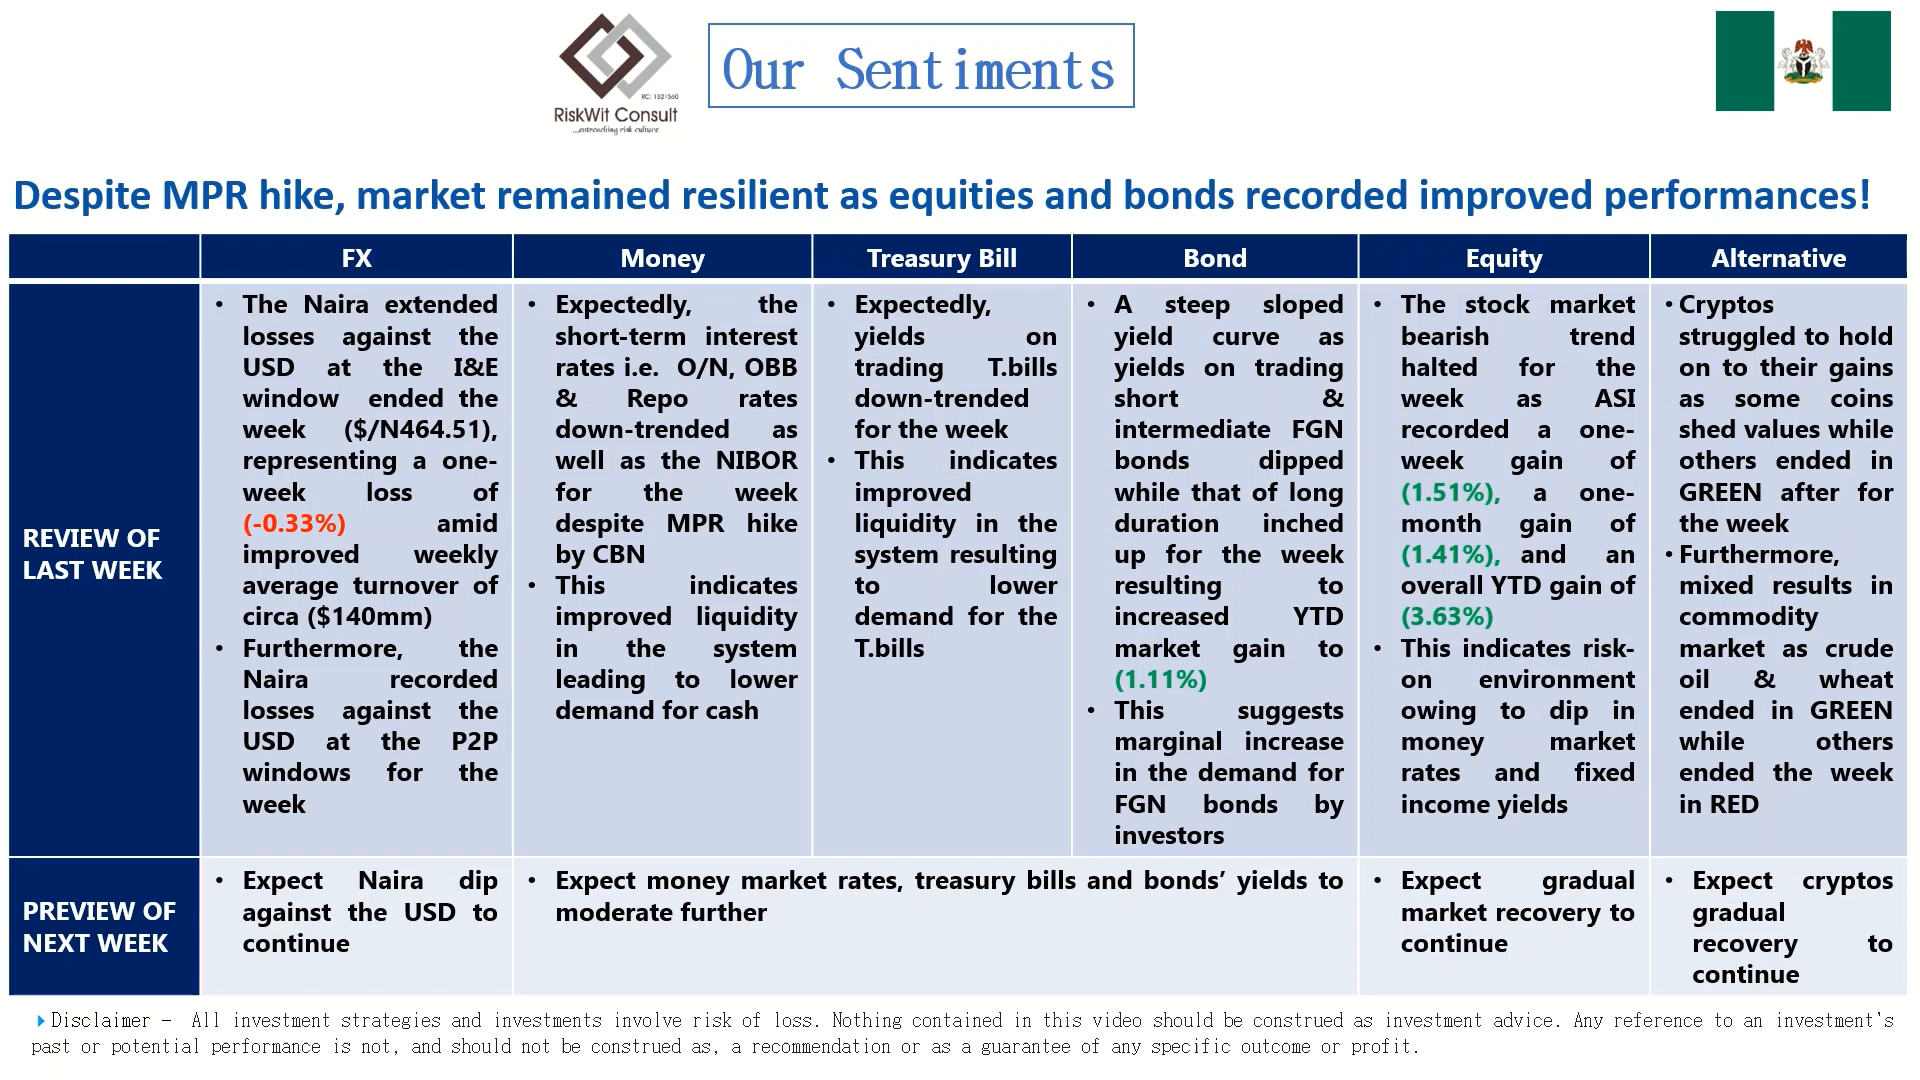 RC: 1521560
RiskWit Consult
...entrenching risk culture
Our Sentiments
Despite MPR hike, market remained resilient as equities and bonds recorded improved performances!
FX
Money
Treasury Bill
Bond
Equity
Alternative
REVIEW OF
LAST WEEK
• The Naira extended
losses against the
USD at the I&E
window ended the
week ($/N464.51),
representing a one-
week loss of
(-0.33%) amid
improved weekly
average turnover of
circa ($140mm)
• Furthermore, the
Naira recorded
losses against the
USD at the P2P
windows for the
week
• Expectedly, the
short-term interest
rates i.e. O/N, OBB
& Repo rates
down-trended as
well as the NIBOR
for the week
despite MPR hike
by CBN
• This indicates
improved liquidity
in the system
leading to lower
demand for cash
• Expectedly,
yields on
trading T.bills
down-trended
for the week
• This indicates
improved
liquidity in the
system resulting
to lower
demand for the
T.bills
• A steep sloped
yield curve as
yields on trading
short &
intermediate FGN
bonds dipped
while that of long
duration inched
up for the week
resulting to
increased YTD
market gain to
(1.11%)
• This suggests
marginal increase
in the demand for
FGN bonds by
investors
• The stock market
bearish trend
halted for the
week as ASI
recorded a one-
week gain of
(1.51%), a one-
month gain of
(1.41%), and an
overall YTD gain of
(3.63%)
• This indicates risk-
on environment
owing to dip in
money market
rates and fixed
income yields
• Cryptos
struggled to hold
on to their gains
as some coins
shed values while
others ended in
GREEN after for
the week
• Furthermore,
mixed results in
commodity
market as crude
oil & wheat
ended in GREEN
while others
ended the week
in RED
PREVIEW OF
NEXT WEEK
• Expect Naira dip
against the USD to
continue
• Expect money market rates, treasury bills and bonds’ yields to
moderate further
• Expect gradual
market recovery to
continue
• Expect cryptos
gradual
recovery to
continue
Disclaimer – All investment strategies and investments involve risk of loss. Nothing contained in this video should be construed as investment advice. Any reference to an investment's
past or potential performance is not, and should not be construed as, a recommendation or as a guarantee of any specific outcome or profit.